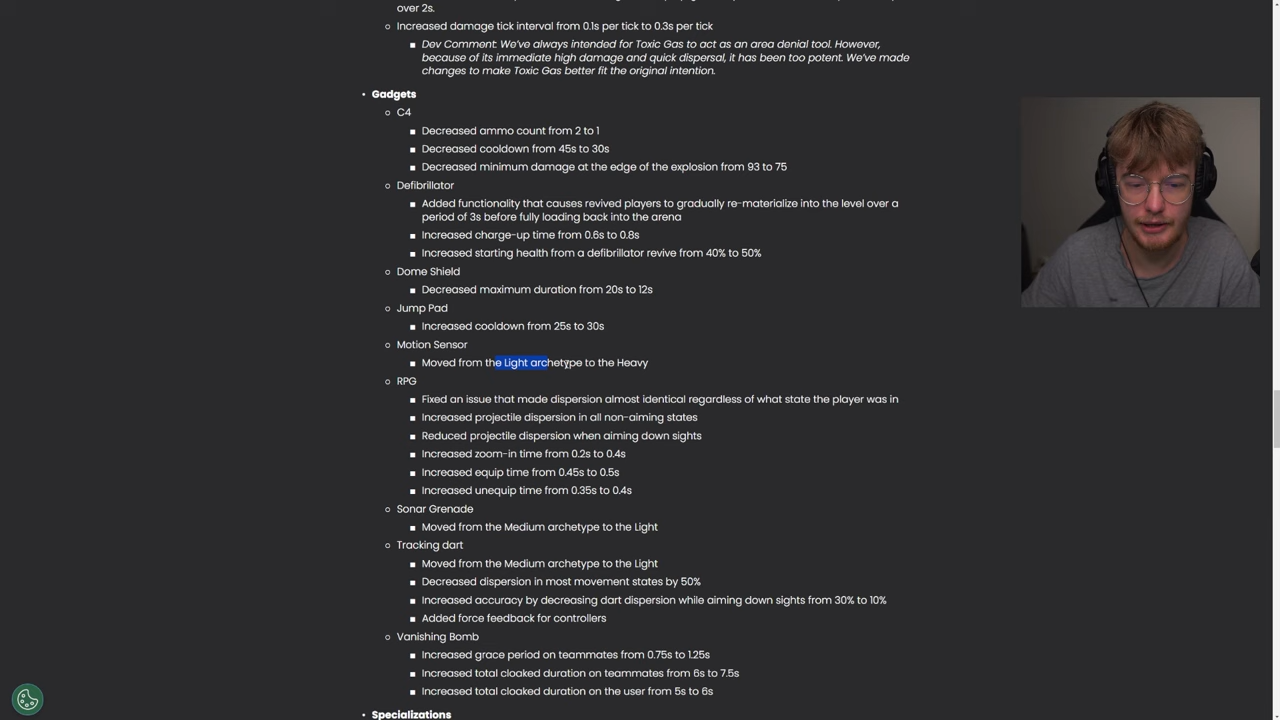 over 2s.
Increased damage tick interval from 0.1s per tick to 0.3s per tick
Dev Comment: We've always intended for Toxic Gas to act as an area denial tool. However,
because of its immediate high damage and quick dispersal, it has been too potent. We've made
changes to make Toxic Gas better fit the original intention.
Gadgets
C4
Decreased ammo count from 2 to 1
Decreased cooldown from 45s to 30s
Decreased minimum damage at the edge of the explosion from 93 to 75
Defibrillator
Added functionality that causes revived players to gradually re-materialize into the level over a
period of 3s before fully loading back into the arena
Increased charge-up time from 0.6s to 0.8s
Increased starting health from a defibrillator revive from 40% to 50%
Dome Shield
Decreased maximum duration from 20s to 12s
Jump Pad
Increased cooldown from 25s to 30s
Motion Sensor
Moved from the Light archetype to the Heavy
RPG
Fixed an issue that made dispersion almost identical regardless of what state the player was in
Increased projectile dispersion in all non-aiming states
Reduced projectile dispersion when aiming down sights
Increased zoom-in time from 0.2s to 0.4s
Increased equip time from 0.45s to 0.5s
Increased unequip time from 0.35s to 0.4s
Sonar Grenade
Moved from the Medium archetype to the Light
Tracking dart
Moved from the Medium archetype to the Light
Decreased dispersion in most movement states by 50%
Increased accuracy by decreasing dart dispersion while aiming down sights from 30% to 10%
Added force feedback for controllers
Vanishing Bomb
Increased grace period on teammates from 0.75s to 1.25s
Increased total cloaked duration on teammates from 6s to 7.5s
Increased total cloaked duration on the user from 5s to 6s
Specializations